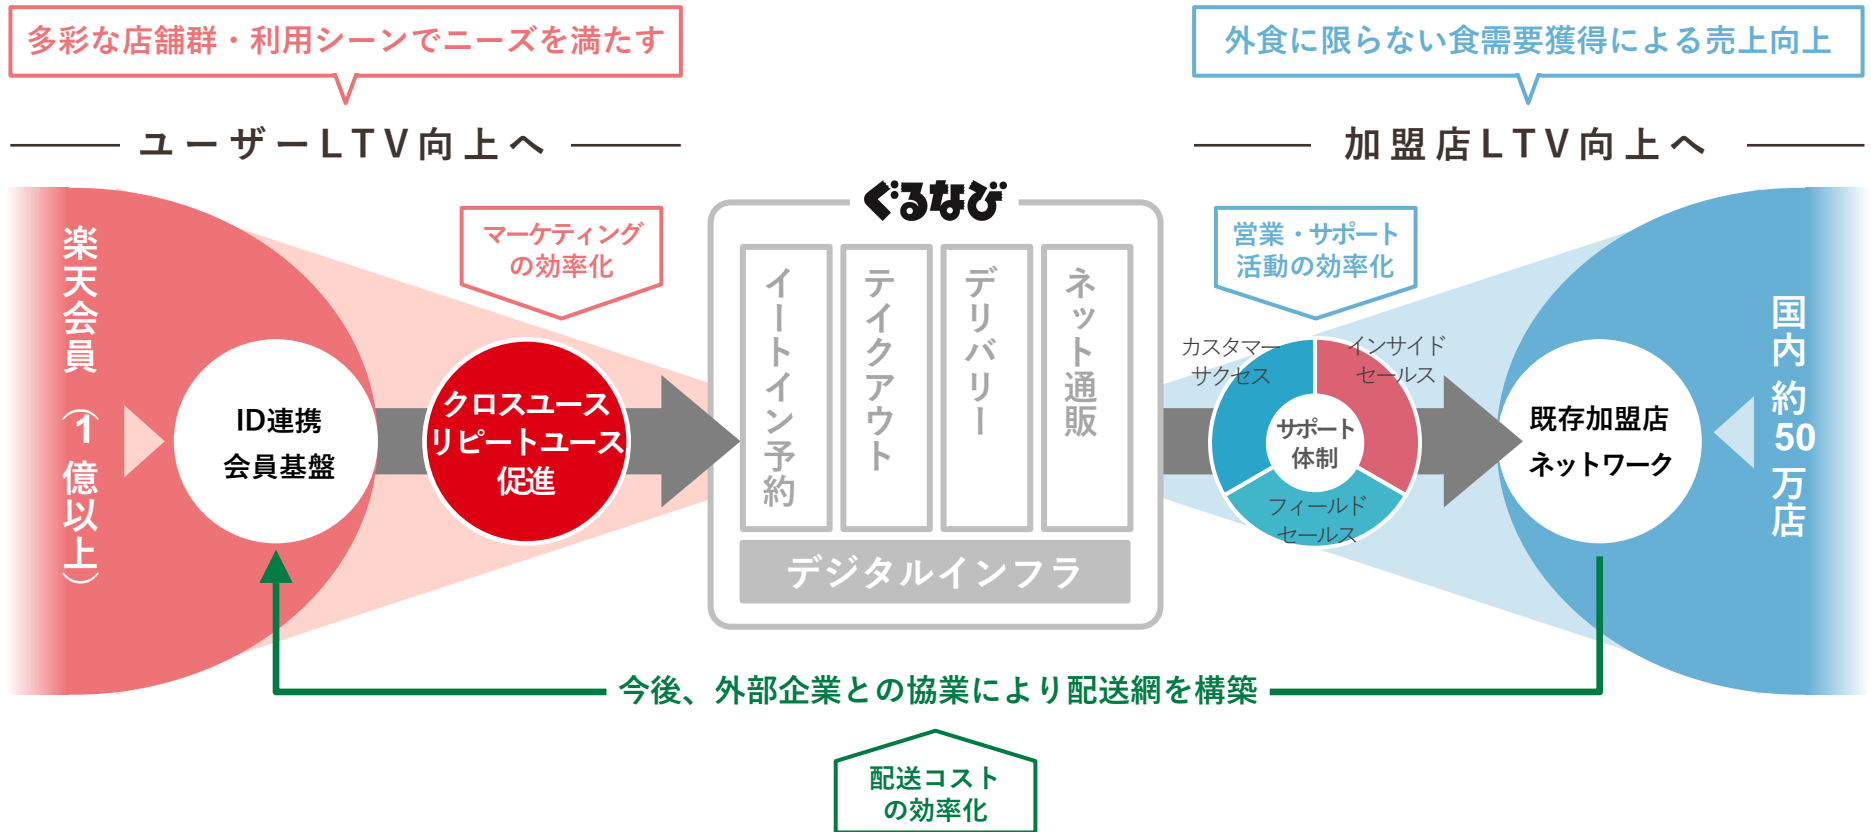 多彩な店舗群・利用シーンでニーズを満たす
外食に限らない食需要獲得による売上向上
ユーザーLTV向上へ
加盟店LTV向上へ
楽天会員（1億以上）
ID連携
会員基盤
マーケティング
の効率化
クロスユース
リピートユース
促進
ぐるなび
イートイン予約
テイクアウト
デリバリー
ネット通販
デジタルインフラ
営業・サポート
活動の効率化
カスタマー
サクセス
インサイド
セールス
サポート
体制
フィールド
セールス
既存加盟店
ネットワーク
国内約50万店
今後、外部企業との協業により配送網を構築
配送コスト
の効率化